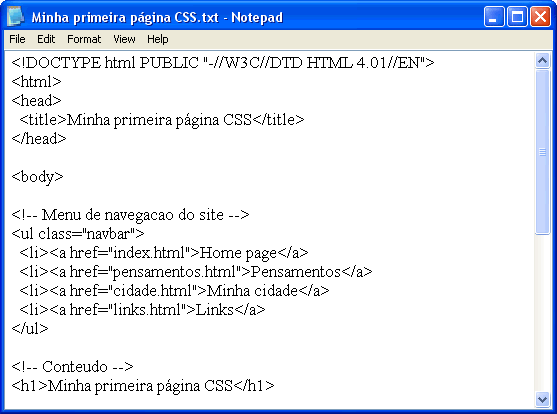 Minha primeira página CSS.txt - Notepad
File Edit Format View Help
<!DOCTYPE html PUBLIC "-//W3C//DTD HTML 4.01//EN">
<html>
<head>
  <title>Minha primeira página CSS</title>
</head>

<body>

<!-- Menu de navegacao do site -->
<ul class="navbar">
  <li><a href="index.html">Home page</a>
  <li><a href="pensamentos.html">Pensamentos</a>
  <li><a href="cidade.html">Minha cidade</a>
  <li><a href="links.html">Links</a>
</ul>

<!-- Conteudo -->
<h1>Minha primeira página CSS</h1>